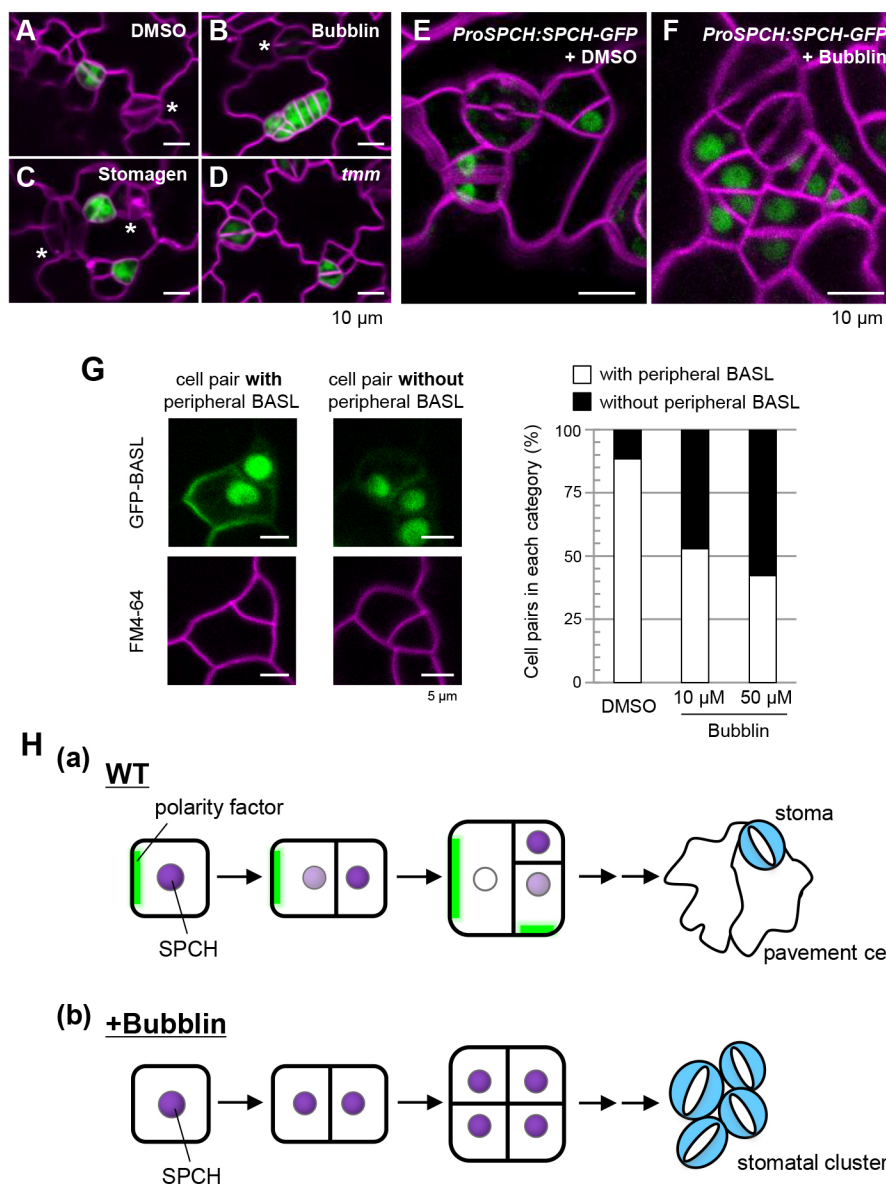 A
DMSO
*
B
Bubblin
*
C
Stomagen
*
*
D
tmm
E
ProSPCH:SPCH-GFP
+ DMSO
F
ProSPCH:SPCH-GFP
+ Bubblin
10 µm
10 µm
G
cell pair with
peripheral BASL
cell pair without
peripheral BASL
GFP-BASL
FM4-64
5 µm
with peripheral BASL
without peripheral BASL
Cell pairs in each category (%)
100
75
50
25
0
DMSO
10 µM
50 µM
Bubblin
H
(a)
WT
polarity factor
SPCH
stoma
pavement ce
(b)
+Bubblin
SPCH
stomatal cluster